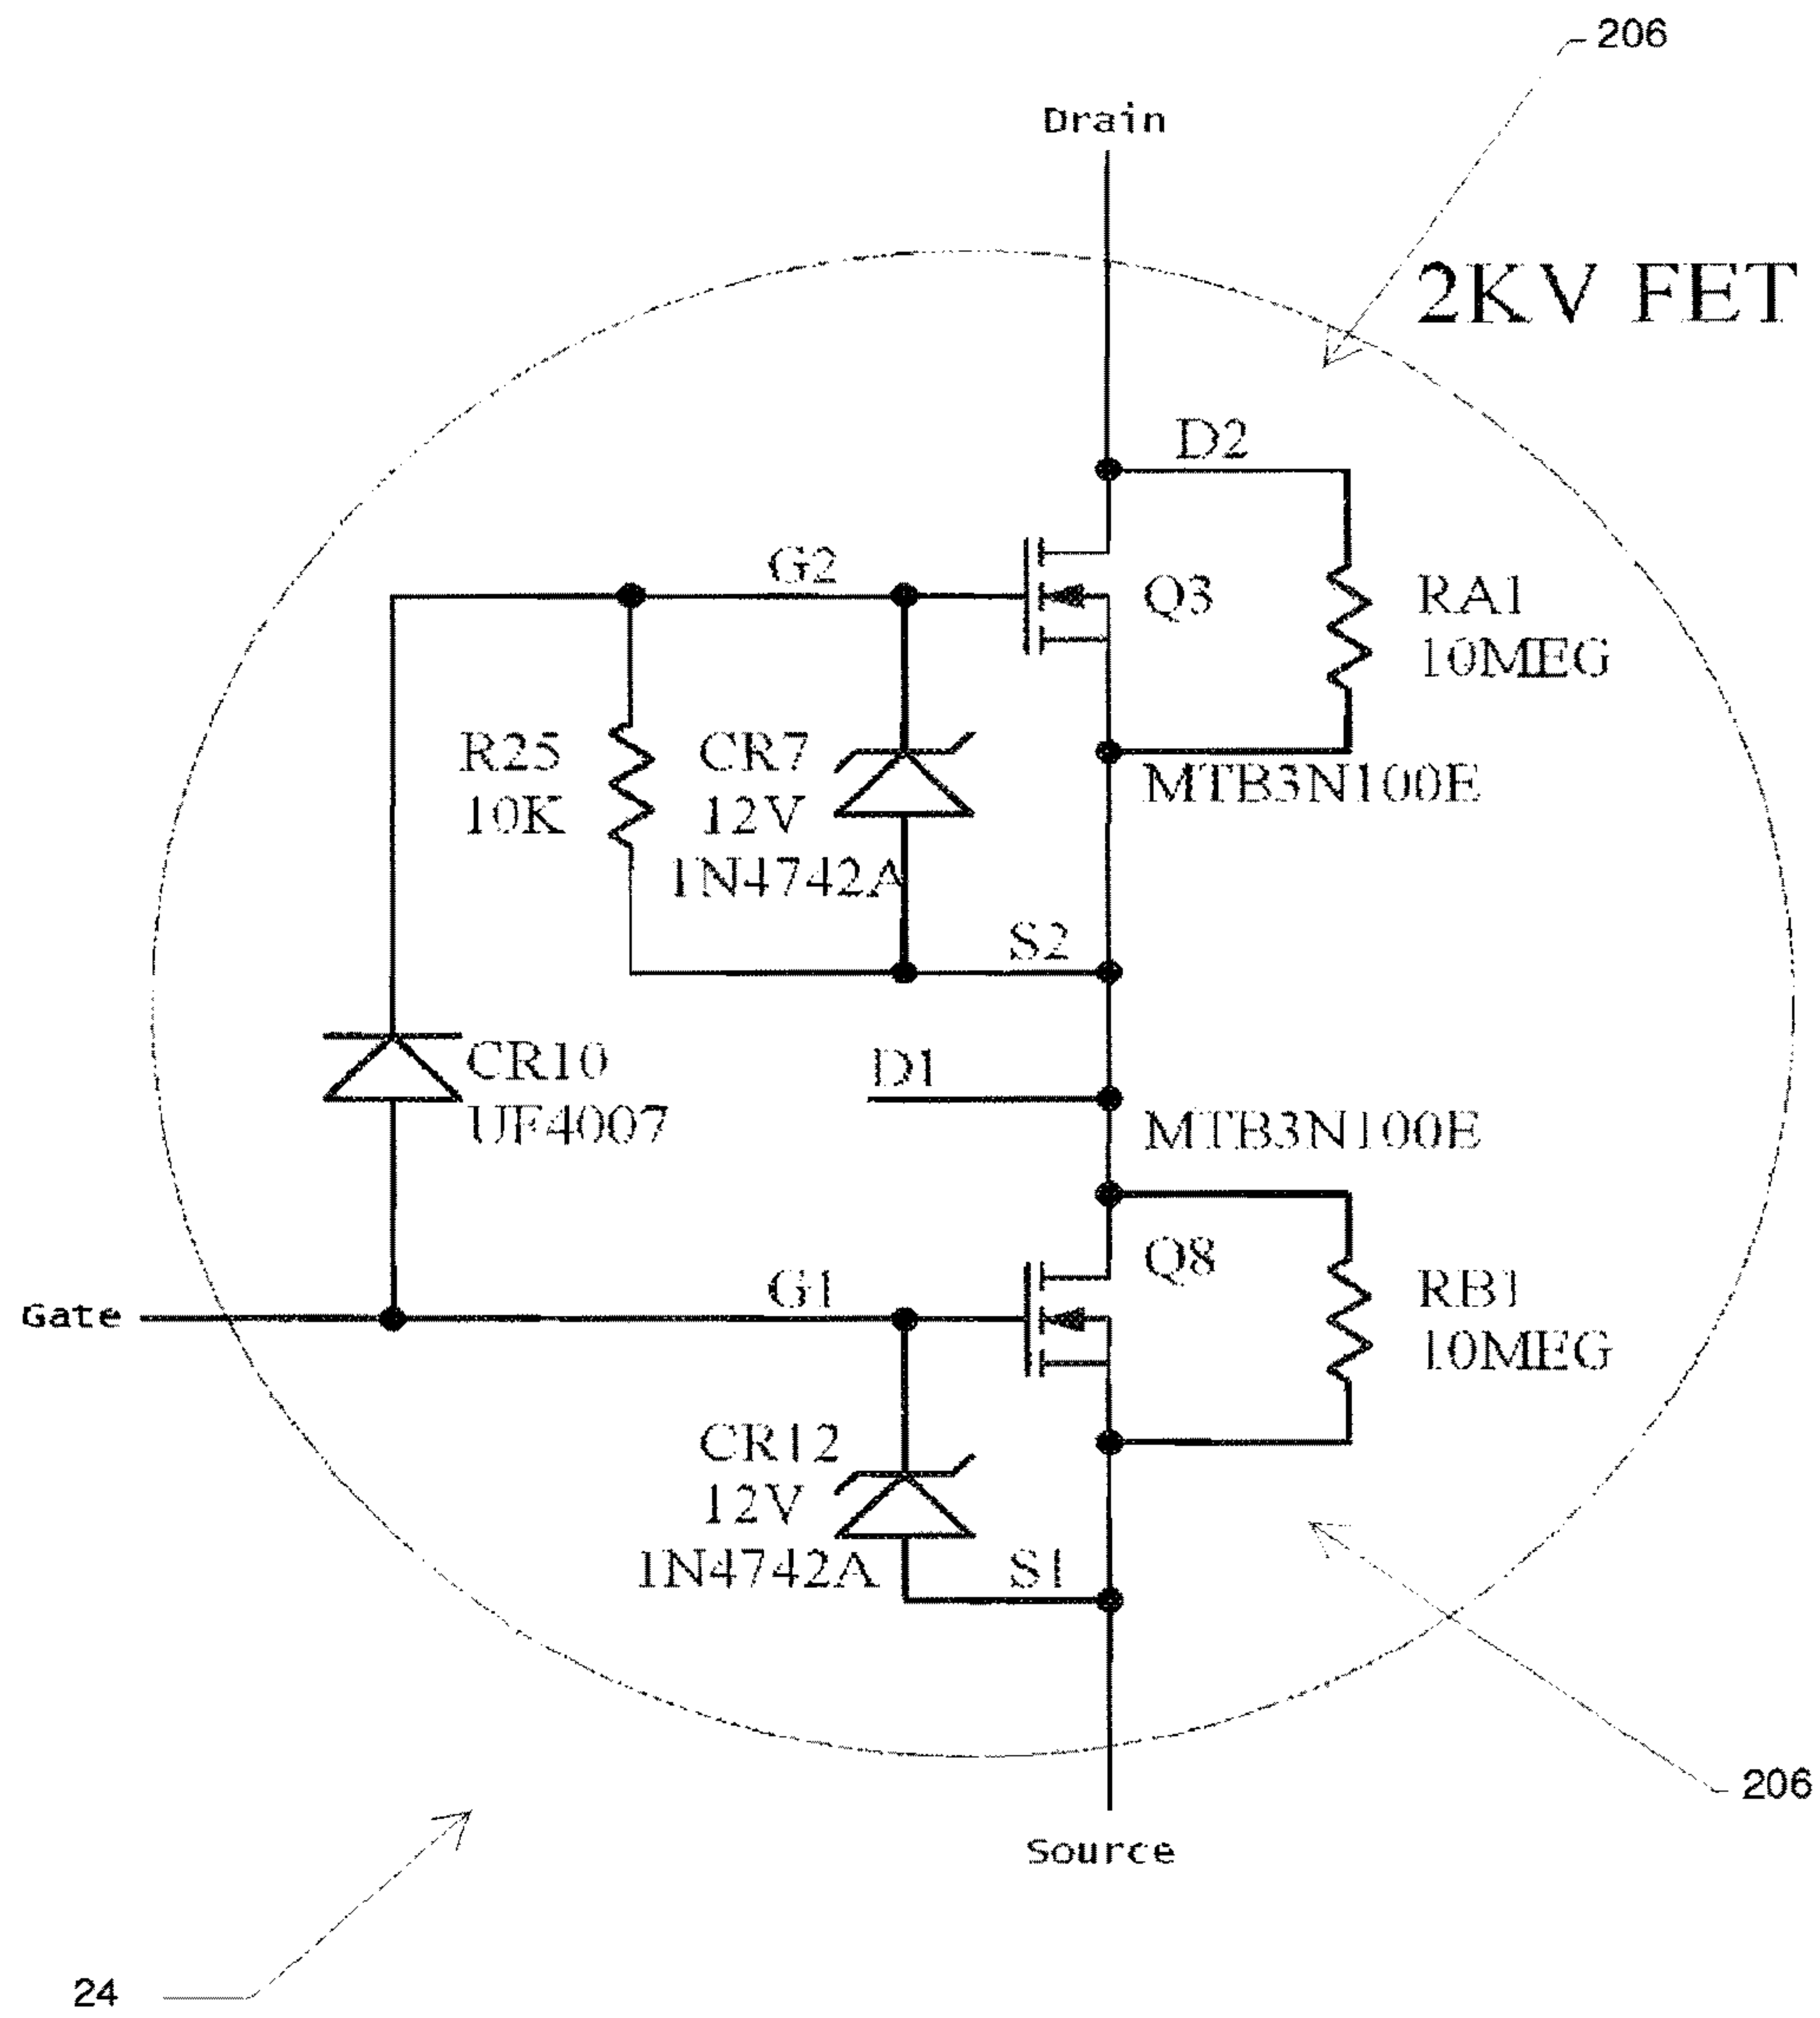 206
Drain
2KV FET
D2
G2
Q3
RA1
10MEG
R25
10K
CR7
12V
1N4742A
MTB3N100E
S2
CR10
UF4007
D1
MTB3N100E
Q8
G1
Gate
RB1
10MEG
CR12
12V
1N4742A
S1
206
Source
24